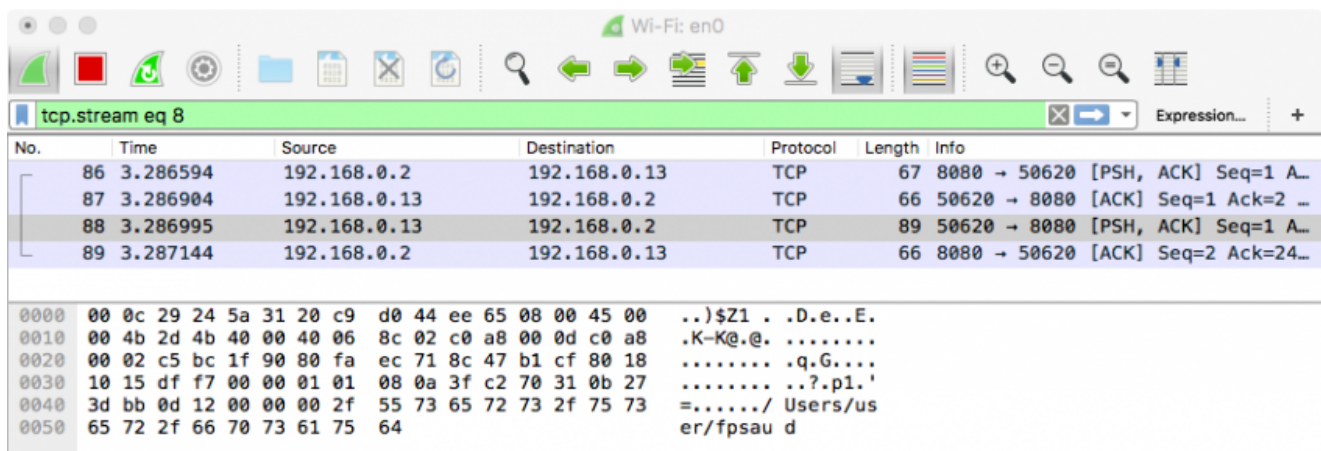 Wi-Fi: en0
tcp.stream eq 8 Expression... +
No. Time Source Destination Protocol Length Info
86 3.286594 192.168.0.2 192.168.0.13 TCP 67 8080 → 50620 [PSH, ACK] Seq=1 A…
87 3.286904 192.168.0.13 192.168.0.2 TCP 66 50620 → 8080 [ACK] Seq=1 Ack=2 …
88 3.286995 192.168.0.13 192.168.0.2 TCP 89 50620 → 8080 [PSH, ACK] Seq=1 A…
89 3.287144 192.168.0.2 192.168.0.13 TCP 66 8080 → 50620 [ACK] Seq=2 Ack=24…
0000 00 0c 29 24 5a 31 20 c9 d0 44 ee 65 08 00 45 00 ..)$Z1 . .D.e..E.
0010 00 4b 2d 4b 40 00 40 06 8c 02 c0 a8 00 0d c0 a8 .K-K@.@. ........
0020 00 02 c5 bc 1f 90 80 fa ec 71 8c 47 b1 cf 80 18 ........ .q.G....
0030 10 15 df f7 00 00 01 01 08 0a 3f c2 70 31 0b 27 ........ ..?.p1.'
0040 3d bb 0d 12 00 00 00 2f 55 73 65 72 73 2f 75 73 =....../ Users/us
0050 65 72 2f 66 70 73 61 75 64 er/fpsau d